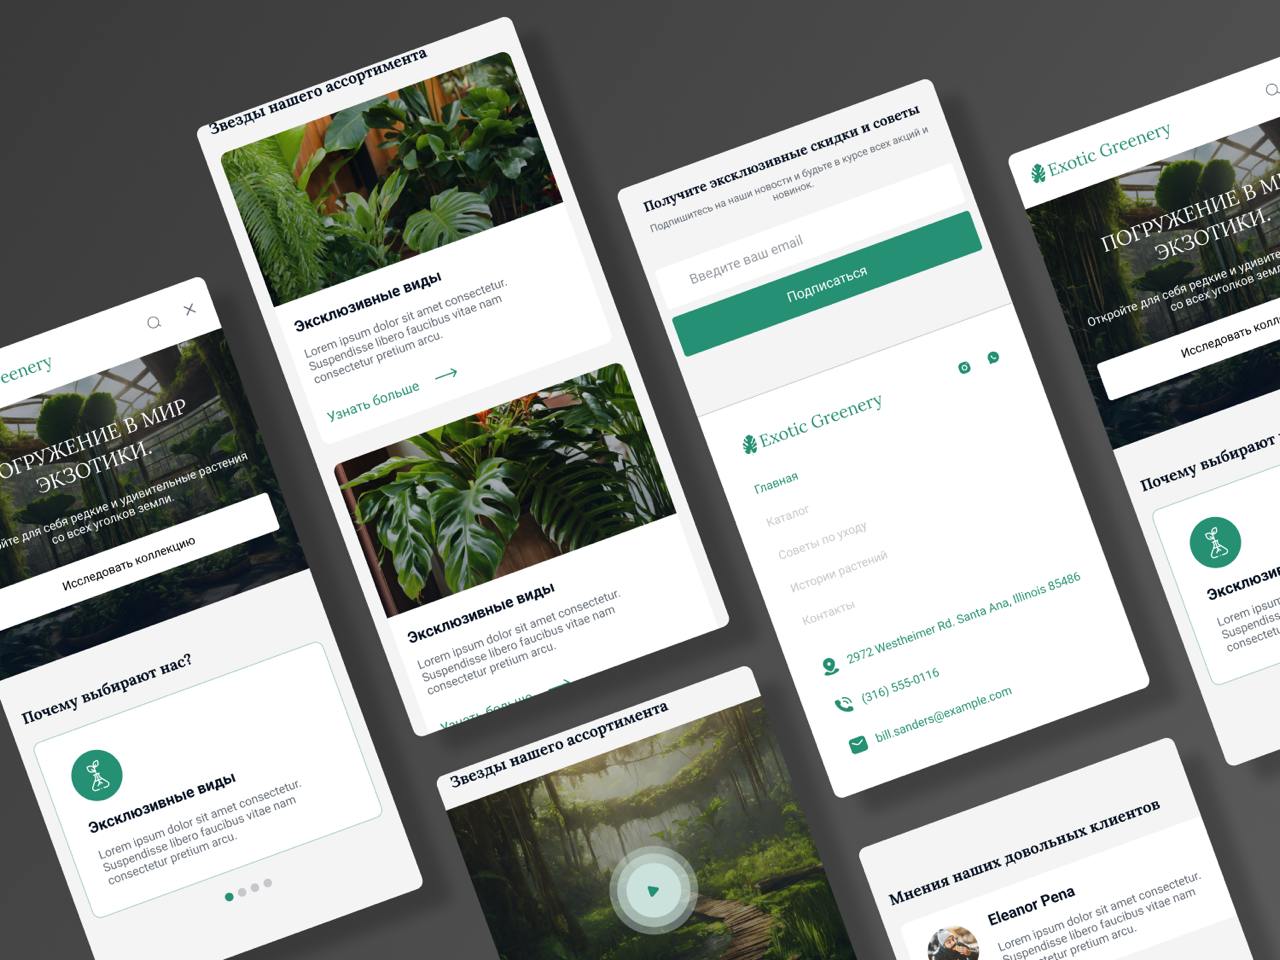 eenery
ОГРУЖЕНИЕ В МИР
ЭКЗОТИКИ.
ойте для себя редкие и удивительные растения
со всех уголков земли.
Исследовать коллекцию
Почему выбирают нас?
Эксклюзивные виды
Lorem ipsum dolor sit amet consectetur.
Suspendisse libero faucibus vitae nam
consectetur pretium arcu.
Звезды нашего ассортимента
Эксклюзивные виды
Lorem ipsum dolor sit amet consectetur.
Suspendisse libero faucibus vitae nam
consectetur pretium arcu.
Узнать больше
Эксклюзивные виды
Lorem ipsum dolor sit amet consectetur.
Suspendisse libero faucibus vitae nam
consectetur pretium arcu.
Узнать больше
Звезды нашего ассортимента
Получите эксклюзивные скидки и советы
Подпишитесь на наши новости и будьте в курсе всех акций и
новинок.
Введите ваш email
Подписаться
Exotic Greenery
Главная
Каталог
Советы по уходу
Истории растений
Контакты
2972 Westheimer Rd. Santa Ana, Illinois 85486
(316) 555-0116
bill.sanders@example.com
Мнения наших довольных клиентов
Eleanor Pena
Lorem ipsum dolor sit amet consectetur.
Suspendisse libero faucibus vitae nam
consectetur pretium arcu.
Exotic Greenery
ПОГРУЖЕНИЕ В МИ
ЭКЗОТИКИ.
Откройте для себя редкие и удивите
со всех уголков зем
Исследовать колле
Почему выбирают
Эксклюзив
Lorem ipsum
Suspendiss
consectetu